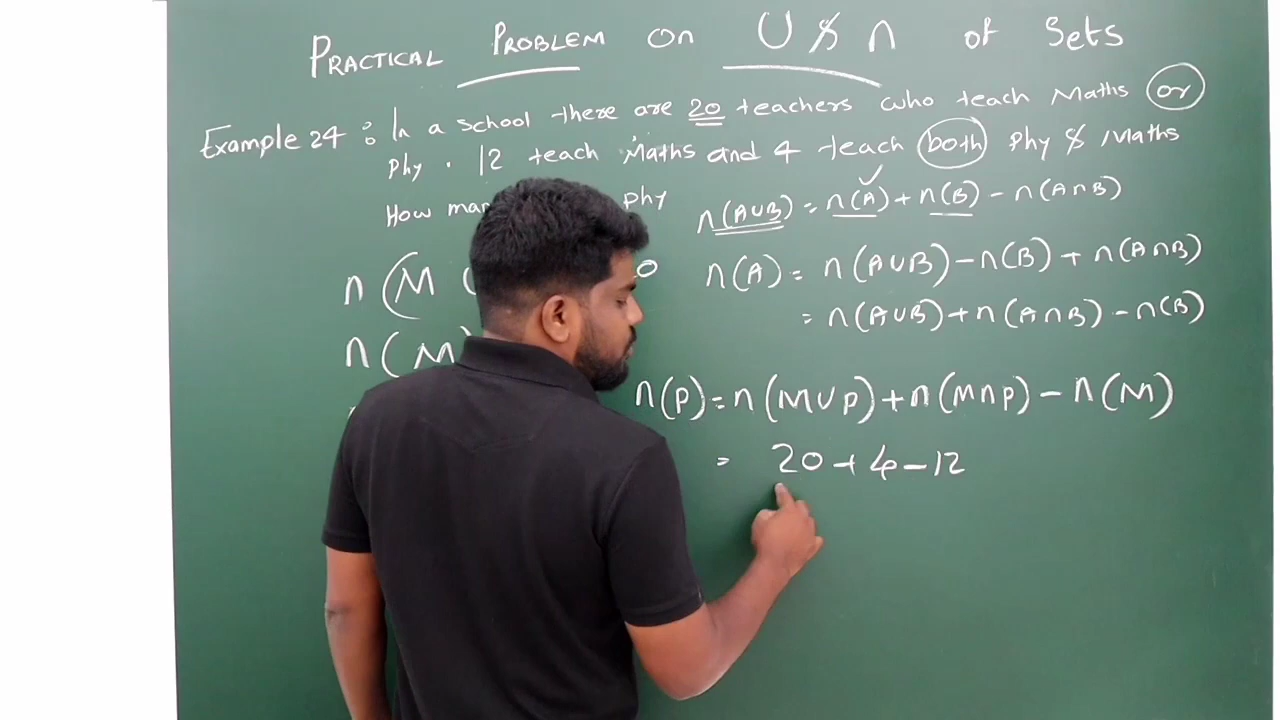 PRACTICAL PROBLEM On U & ∩ of Sets
Example 24 : In a school there are 20 teachers who teach Maths or
Phy . 12 teach Maths and 4 teach both Phy & Maths
How phy
n(A∪B) = n(A) + n(B) - n(A∩B)
n(A) = n(A∪B) - n(B) + n(A∩B)
= n(A∪B) + n(A∩B) - n(B)
n(M
n(M)
n(P) = n(M∪P) + n(M∩P) - n(M)
= 20 + 4 - 12